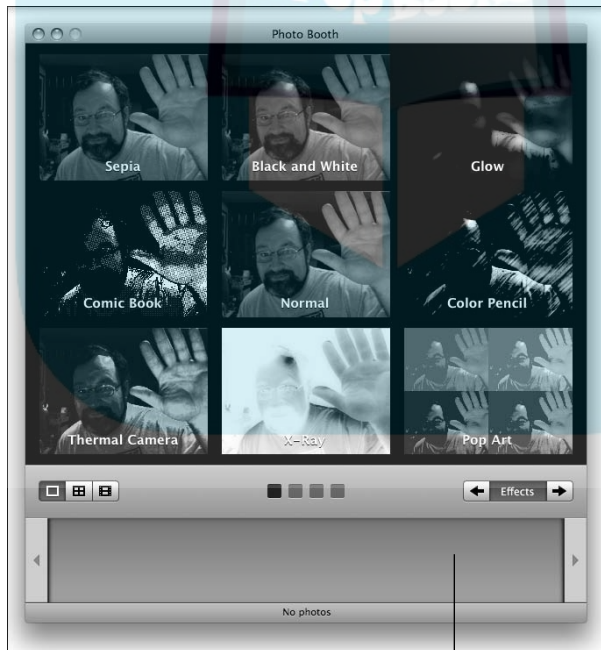 Photo Booth
Sepia
Black and White
Glow
Comic Book
Normal
Color Pencil
Thermal Camera
X-Ray
Pop Art
Effects
No photos